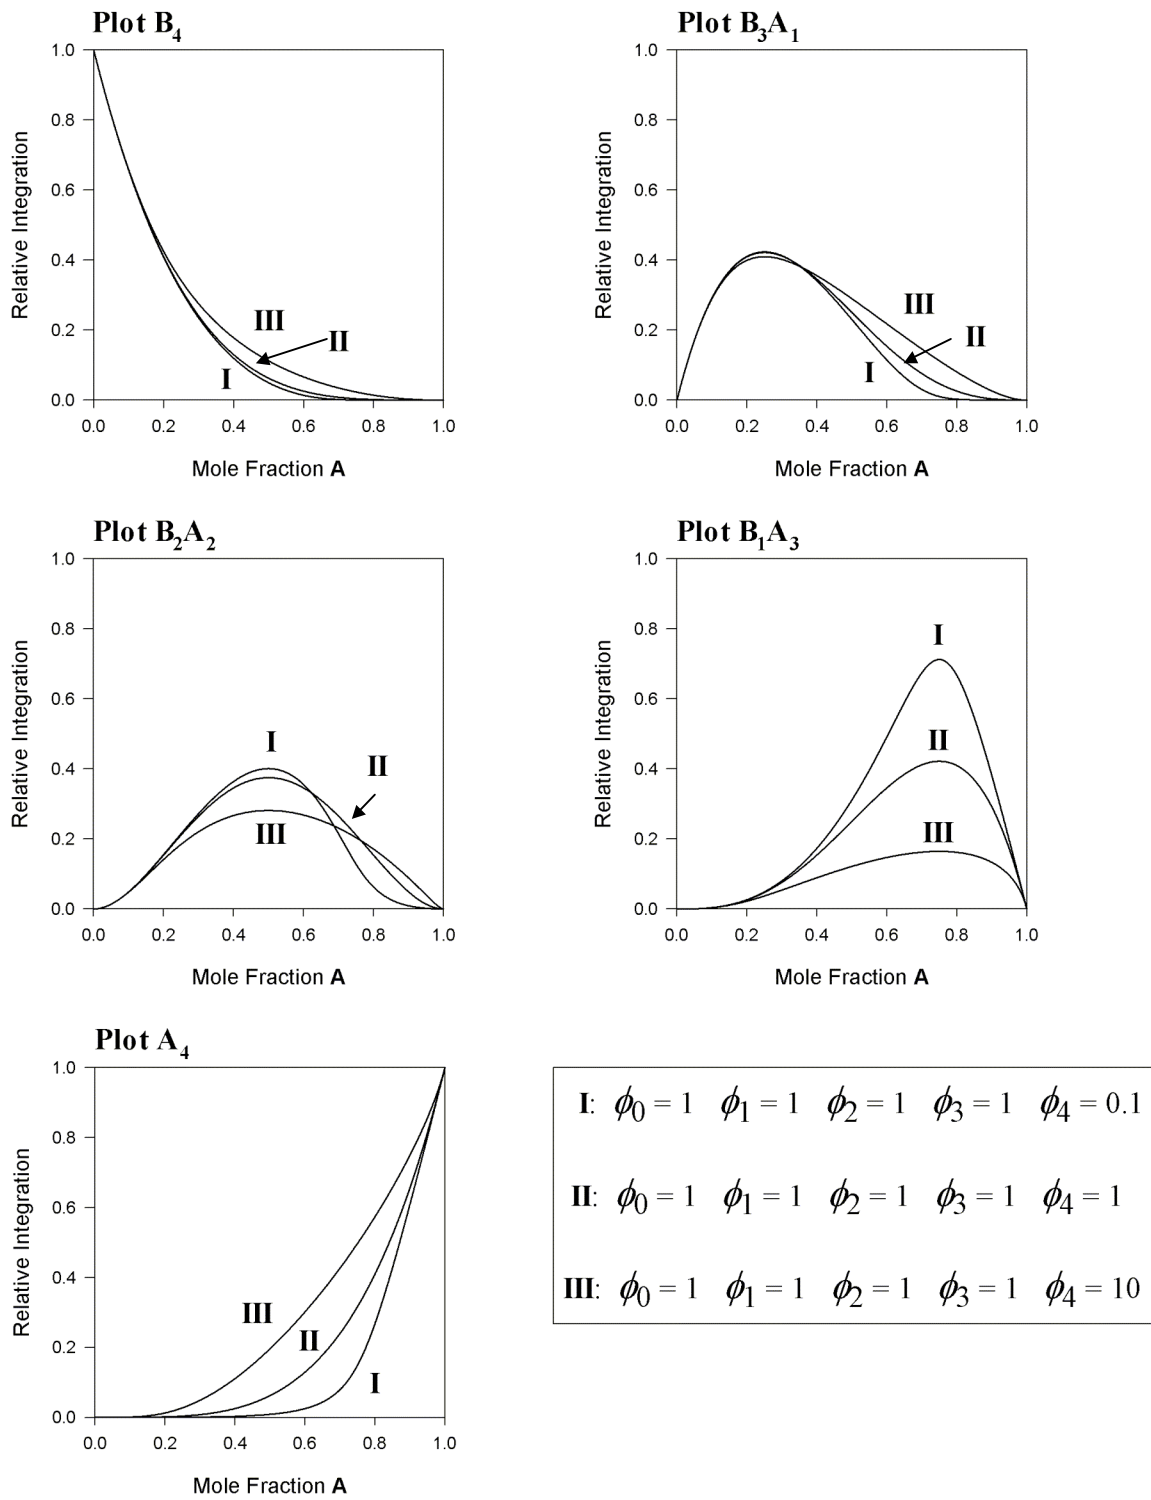 Plot B4
Relative Integration
1.0
0.8
0.6
0.4
0.2
0.0
III
II
I
0.0 0.2 0.4 0.6 0.8 1.0
Mole Fraction A
Plot B3A1
Relative Integration
1.0
0.8
0.6
0.4
0.2
0.0
III
II
I
0.0 0.2 0.4 0.6 0.8 1.0
Mole Fraction A
Plot B2A2
Relative Integration
1.0
0.8
0.6
0.4
0.2
0.0
I
II
III
0.0 0.2 0.4 0.6 0.8 1.0
Mole Fraction A
Plot B1A3
Relative Integration
1.0
0.8
0.6
0.4
0.2
0.0
I
II
III
0.0 0.2 0.4 0.6 0.8 1.0
Mole Fraction A
Plot A4
Relative Integration
1.0
0.8
0.6
0.4
0.2
0.0
III
II
I
0.0 0.2 0.4 0.6 0.8 1.0
Mole Fraction A
I: ϕ0 = 1 ϕ1 = 1 ϕ2 = 1 ϕ3 = 1 ϕ4 = 0.1
II: ϕ0 = 1 ϕ1 = 1 ϕ2 = 1 ϕ3 = 1 ϕ4 = 1
III: ϕ0 = 1 ϕ1 = 1 ϕ2 = 1 ϕ3 = 1 ϕ4 = 10